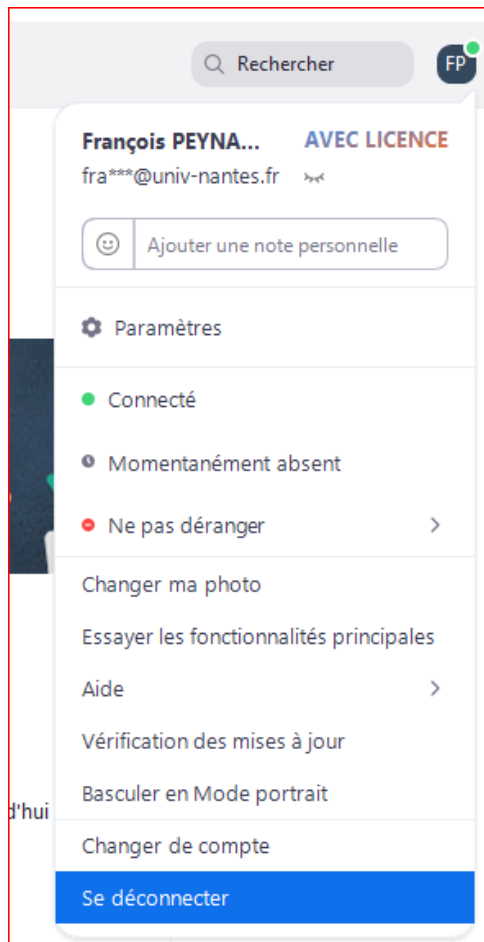 Rechercher
FP
François PEYNA... AVEC LICENCE
fra***@univ-nantes.fr
Ajouter une note personnelle
Paramètres
Connecté
Momentanément absent
Ne pas déranger
Changer ma photo
Essayer les fonctionnalités principales
Aide
Vérification des mises à jour
Basculer en Mode portrait
d'hui
Changer de compte
Se déconnecter